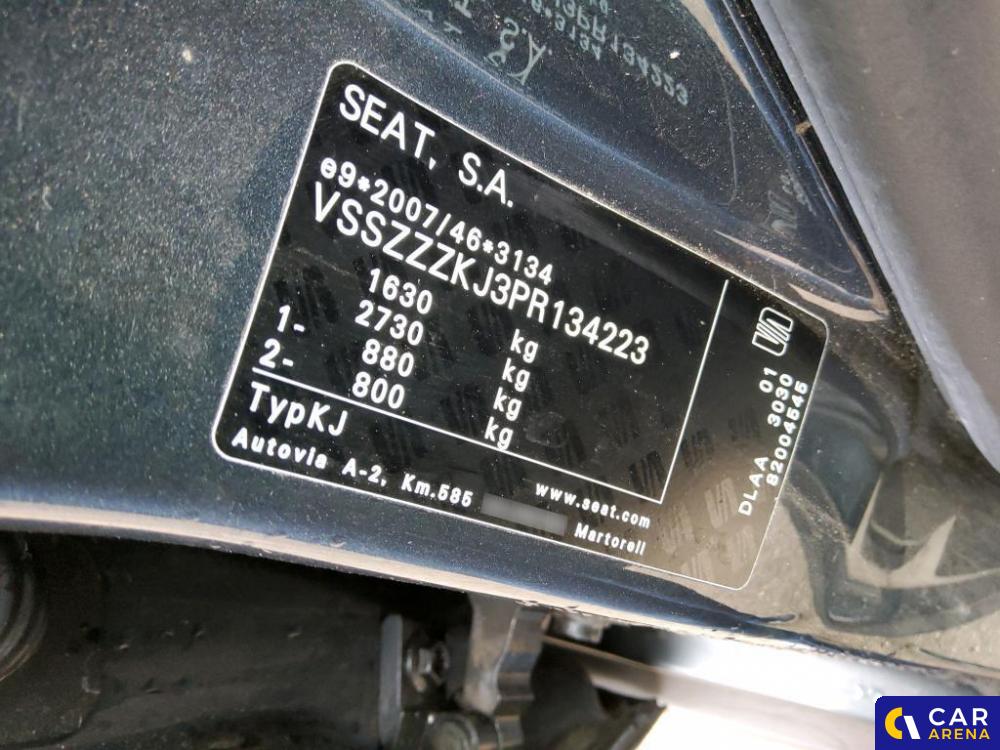 SEAT, S.A.
e9*2007/46*3134
VSSZZZKJ3PR134223
1630 kg
2730 kg
1- 880 kg
2- 800 kg
TypKJ
www.seat.com
Autovia A-2, Km.585 Martorell
01
DLAA 3030
82004545
CAR
ARENA